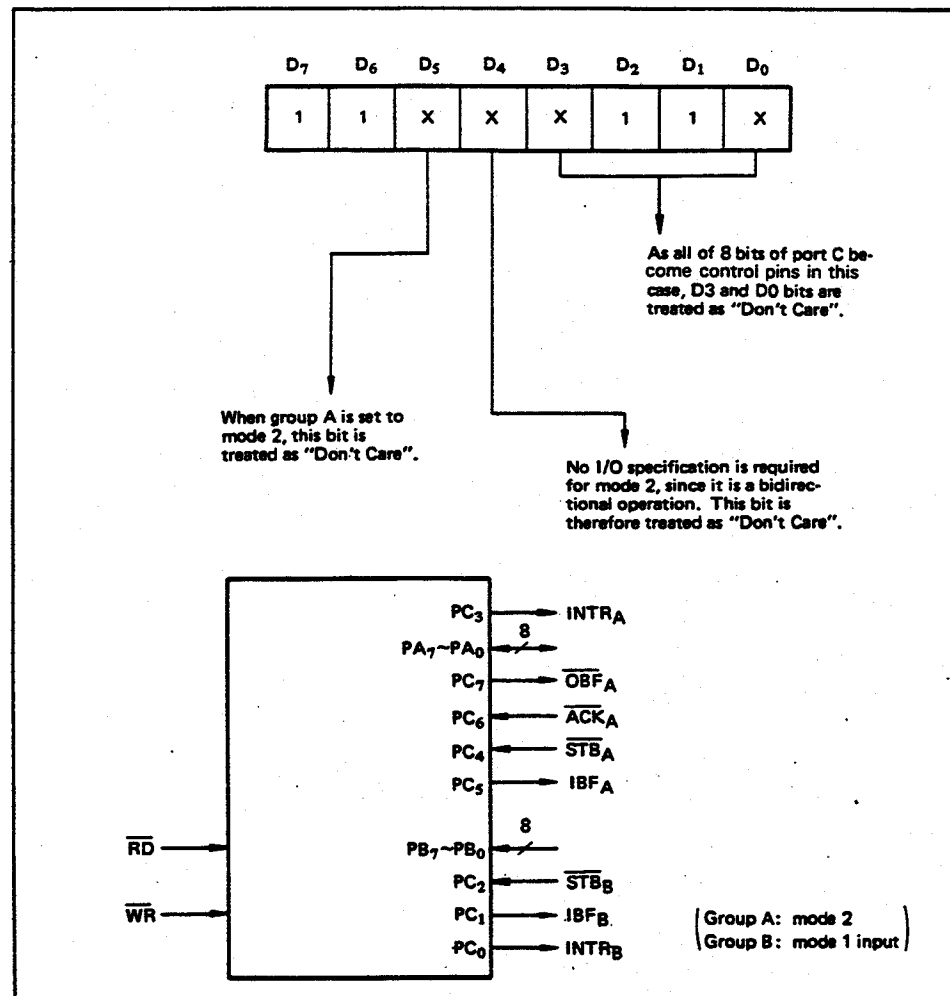 D7 D6 D5 D4 D3 D2 D1 D0
1 1 X X X 1 1 X
As all of 8 bits of port C be-
come control pins in this
case, D3 and D0 bits are
treated as "Don't Care".
When group A is set to
mode 2, this bit is
treated as "Don't Care".
No I/O specification is required
for mode 2, since it is a bidirec-
tional operation. This bit is
therefore treated as "Don't Care".
PC3 INTRA
8
PA7~PA0
PC7 OBFA
PC6 ACKA
PC4 STBA
PC5 IBFA
8
RD PB7~PB0
PC2 STBB
WR PC1 IBFB
PC0 INTRB
Group A: mode 2
Group B: mode 1 input